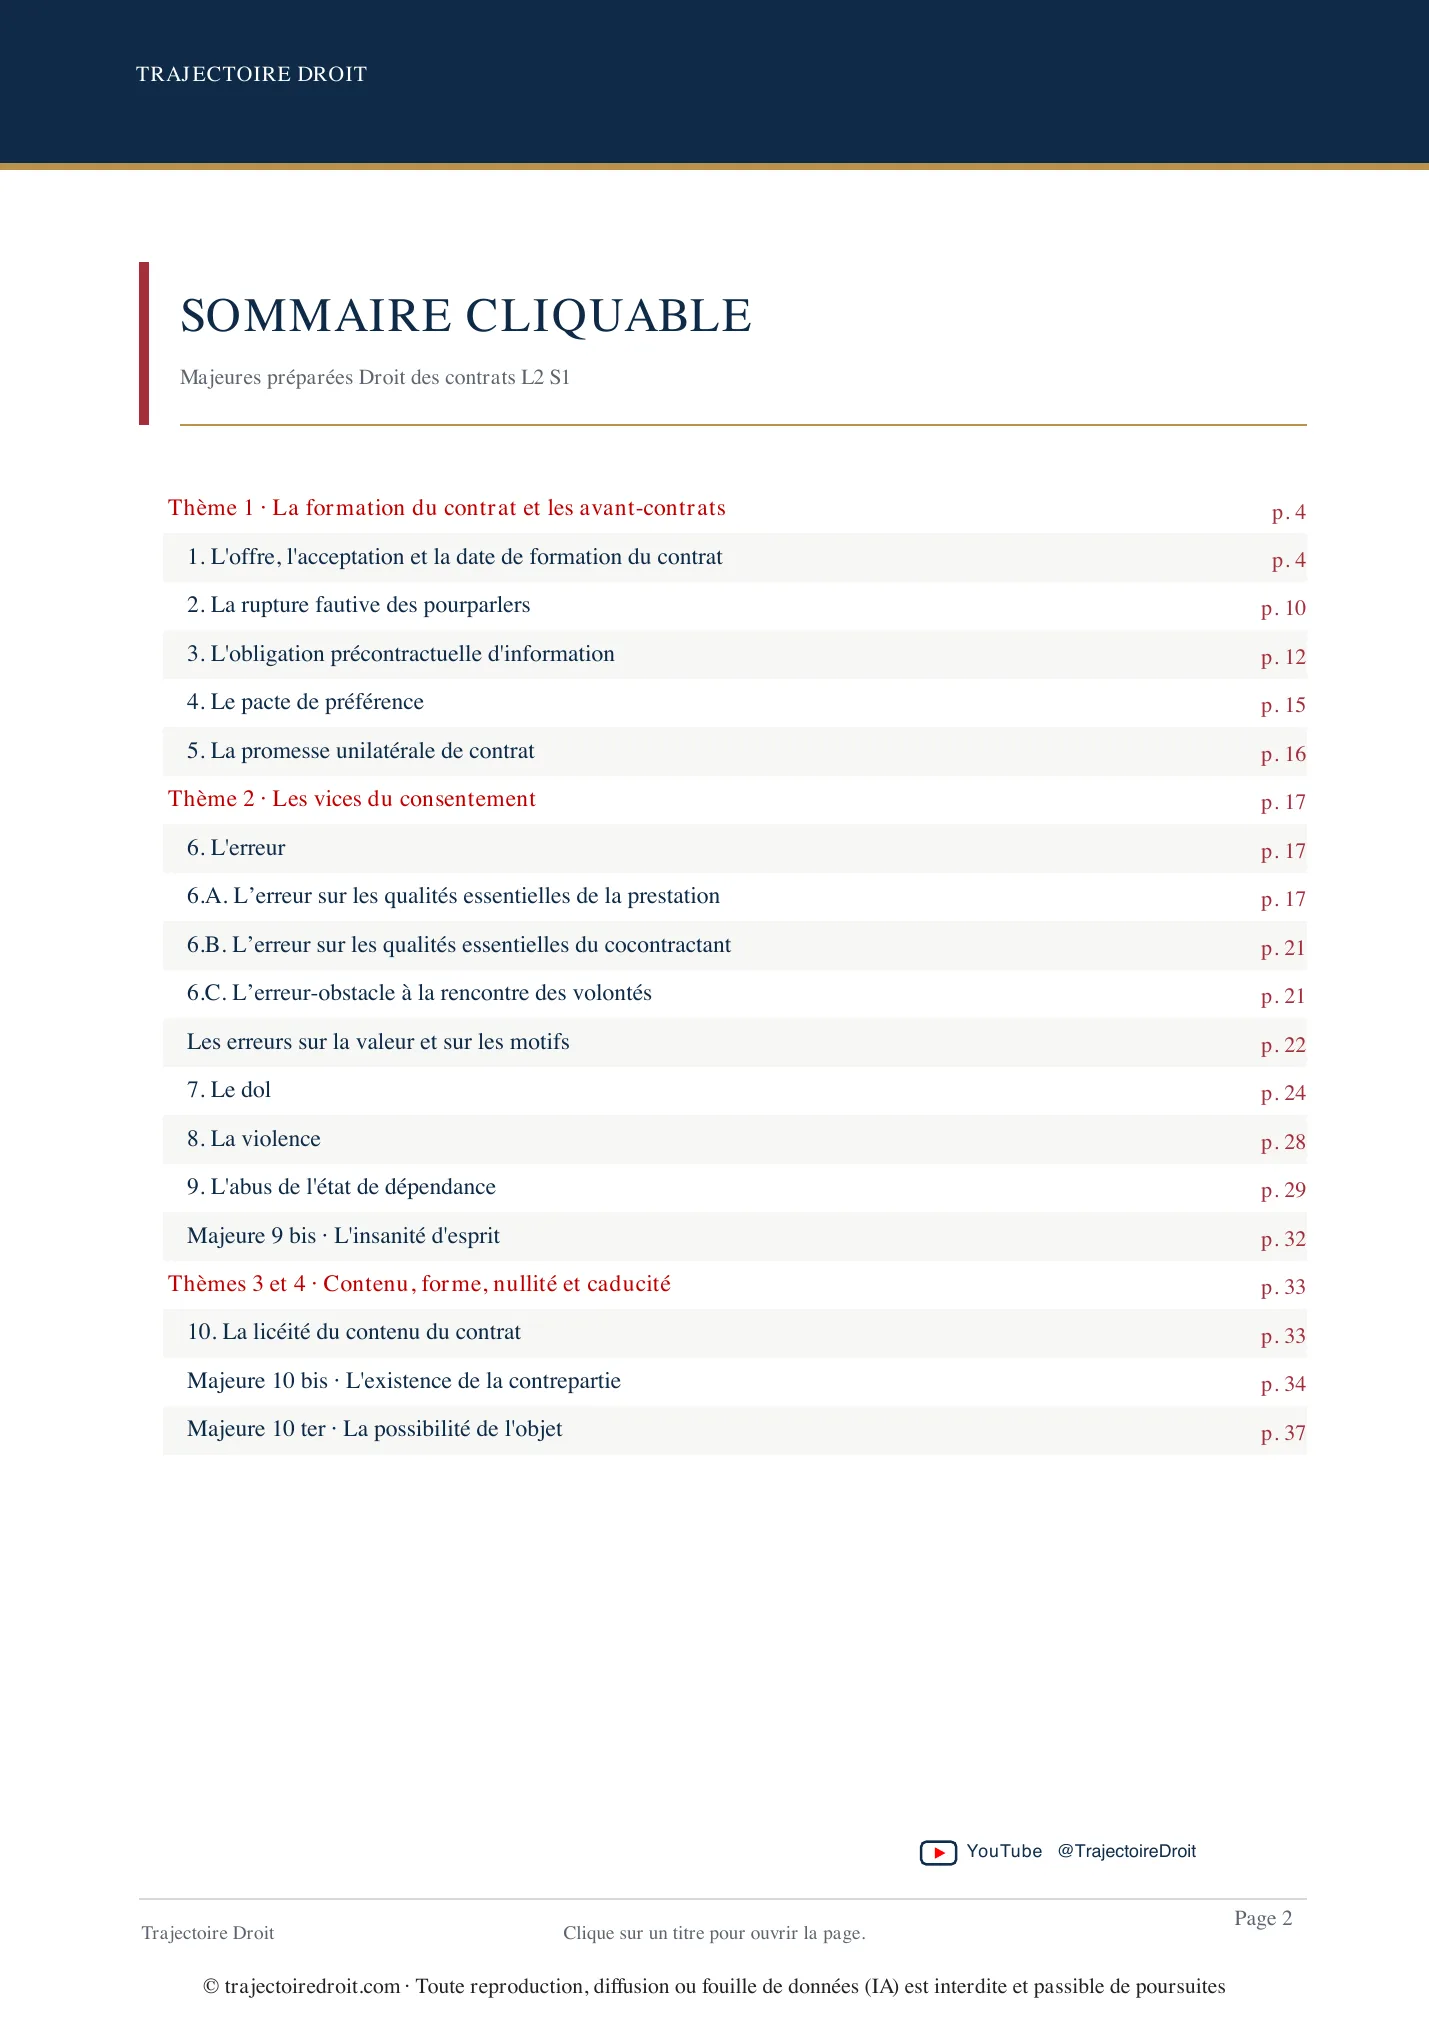 TRAJECTOIRE DROIT
SOMMAIRE CLIQUABLE
Majeures préparées Droit des contrats L2 S1
Thème 1 · La formation du contrat et les avant-contrats p. 4
1. L'offre, l'acceptation et la date de formation du contrat p. 4
2. La rupture fautive des pourparlers p. 10
3. L'obligation précontractuelle d'information p. 12
4. Le pacte de préférence p. 15
5. La promesse unilatérale de contrat p. 16
Thème 2 · Les vices du consentement p. 17
6. L'erreur p. 17
6.A. L’erreur sur les qualités essentielles de la prestation p. 17
6.B. L’erreur sur les qualités essentielles du cocontractant p. 21
6.C. L’erreur-obstacle à la rencontre des volontés p. 21
Les erreurs sur la valeur et sur les motifs p. 22
7. Le dol p. 24
8. La violence p. 28
9. L'abus de l'état de dépendance p. 29
Majeure 9 bis · L'insanité d'esprit p. 32
Thèmes 3 et 4 · Contenu, forme, nullité et caducité p. 33
10. La licéité du contenu du contrat p. 33
Majeure 10 bis · L'existence de la contrepartie p. 34
Majeure 10 ter · La possibilité de l'objet p. 37
YouTube @TrajectoireDroit
Trajectoire Droit Clique sur un titre pour ouvrir la page. Page 2
© trajectoiredroit.com · Toute reproduction, diffusion ou fouille de données (IA) est interdite et passible de poursuites